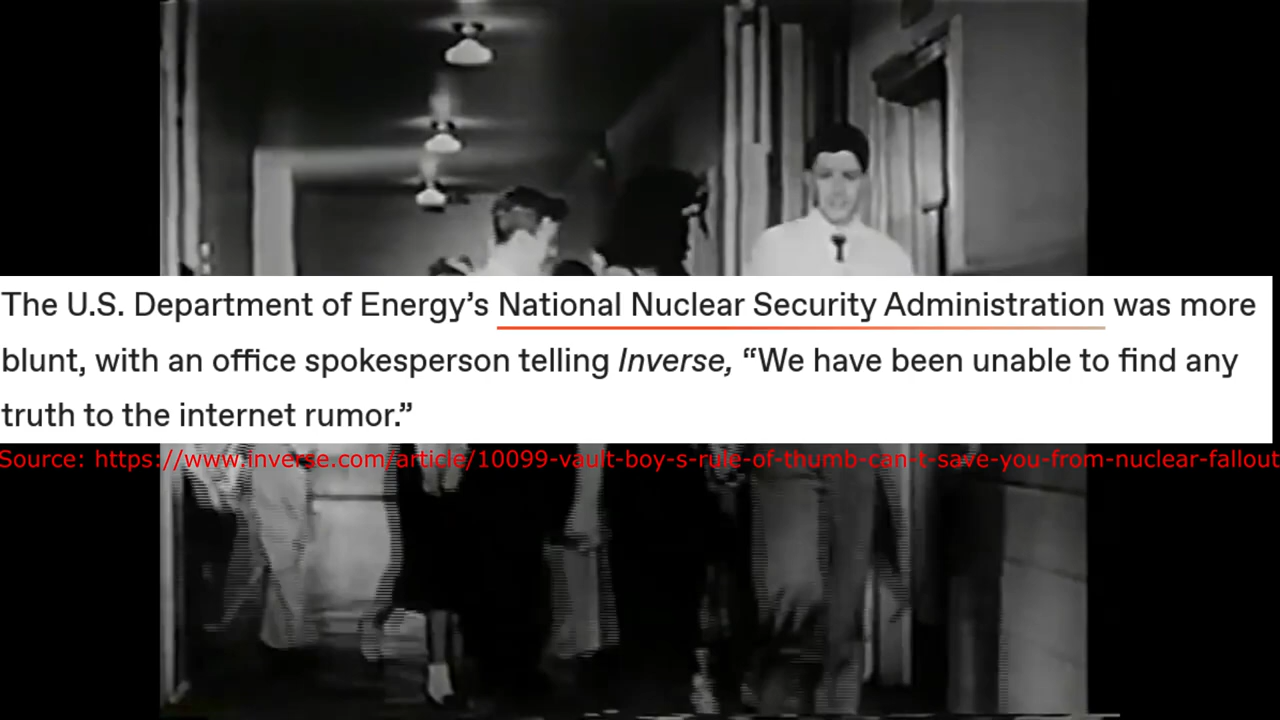 The U.S. Department of Energy’s National Nuclear Security Administration was more
blunt, with an office spokesperson telling Inverse, “We have been unable to find any
truth to the internet rumor.”
Source: https://www.inverse.com/article/10099-vault-boy-s-rule-of-thumb-can-t-save-you-from-nuclear-fallout